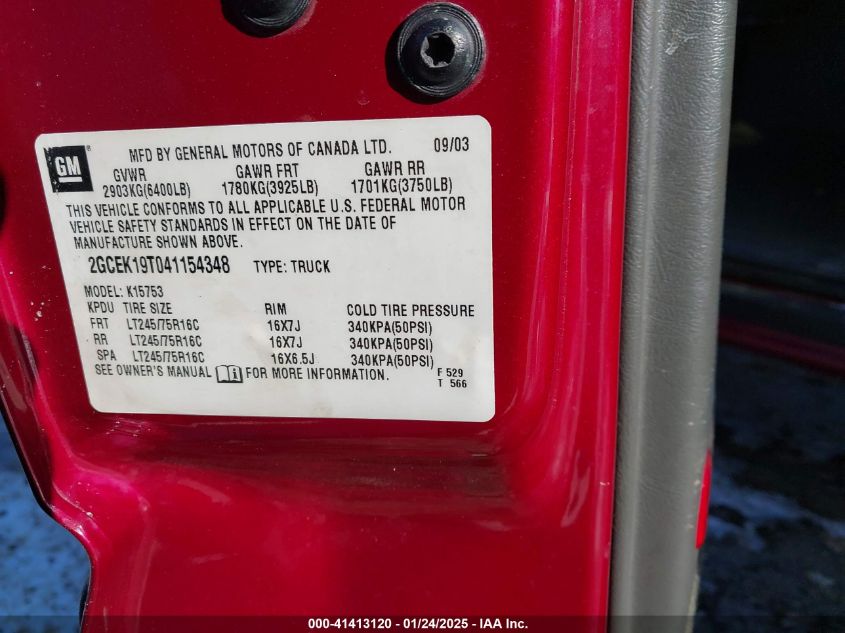 GM
MFD BY GENERAL MOTORS OF CANADA LTD. 09/03
GVWR GAWR FRT GAWR RR
2903KG(6400LB) 1780KG(3925LB) 1701KG(3750LB)
THIS VEHICLE CONFORMS TO ALL APPLICABLE U.S. FEDERAL MOTOR
VEHICLE SAFETY STANDARDS IN EFFECT ON THE DATE OF
MANUFACTURE SHOWN ABOVE.
2GCEK19T041154348 TYPE: TRUCK
MODEL: K15753
KPDU TIRE SIZE RIM COLD TIRE PRESSURE
FRT LT245/75R16C 16X7J 340KPA(50PSI)
RR LT245/75R16C 16X7J 340KPA(50PSI)
SPA LT245/75R16C 16X6.5J 340KPA(50PSI)
SEE OWNER'S MANUAL FOR MORE INFORMATION. F 529
T 566
000-41413120 - 01/24/2025 - IAA Inc.